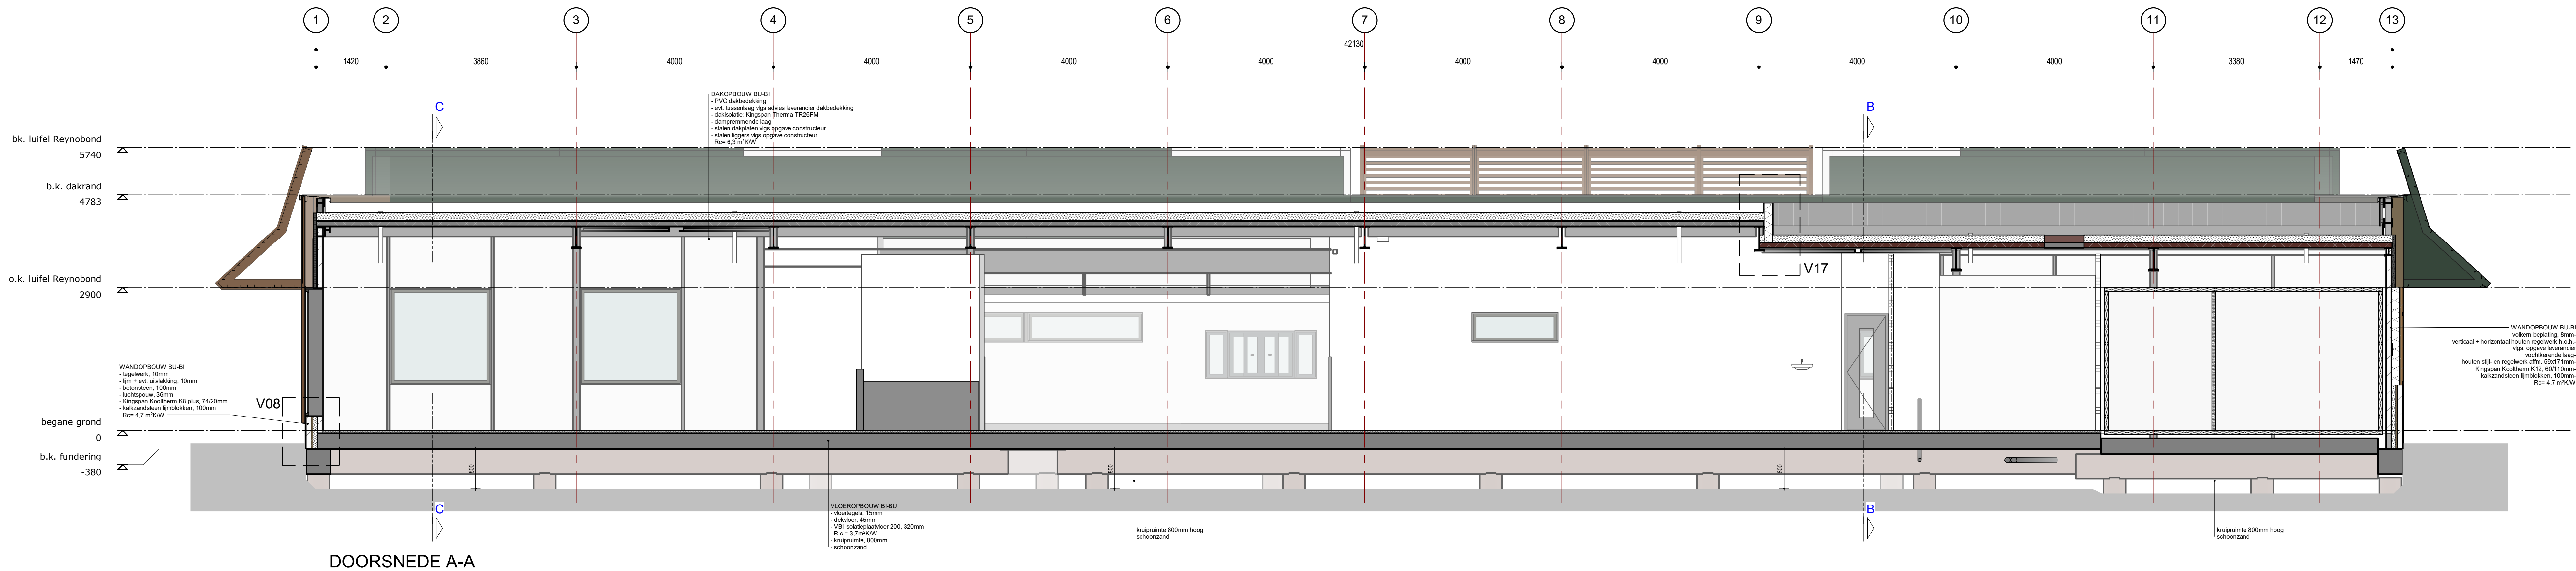 1 2 3 4 5 6 7 8 9 10 11 12 13
42130
1420 3860 4000 4000 4000 4000 4000 4000 4000 4000 3380 1470
C
B
DAKOPBOUW BU-BI
- PVC dakbedekking
- evt. tussenlaag vlgs advies leverancier dakbedekking
- dakisolatie: Kingspan Therma TR26FM
- dampremmende laag
- stalen dakplaten vlgs opgave constructeur
- stalen liggers vlgs opgave constructeur
Rc= 6,3 m²K/W
bk. luifel Reynobond
5740
b.k. dakrand
4783
o.k. luifel Reynobond
2900
begane grond
0
b.k. fundering
-380
V17
V08
WANDOPBOUW BU-BI
- tegelwerk, 10mm
- lijm + evt. uitvlakking, 10mm
- betonsteen, 100mm
- luchtspouw, 36mm
- Kingspan Kooltherm K8 plus, 74/20mm
- kalkzandsteen lijmblokken, 100mm
Rc= 4,7 m²K/W
WANDOPBOUW BU-BI
volkern beplating, 8mm-
verticaal + horizontaal houten regelwerk h.o.h.-
vlgs. opgave leverancier
vochtkerende laag-
houten stijl- en regelwerk afm. 59x171mm-
Kingspan Kooltherm K12, 60/110mm-
kalkzandsteen lijmblokken, 100mm-
Rc= 4,7 m²K/W
800
800
800
VLOEROPBOUW BI-BU
- vloertegels, 15mm
- dekvloer, 45mm
- VBI isolatieplaatvloer 200, 320mm
R.c = 3,7m²K/W
- kruipruimte, 800mm
- schoonzand
kruipruimte 800mm hoog
schoonzand
kruipruimte 800mm hoog
schoonzand
C
B
DOORSNEDE A-A